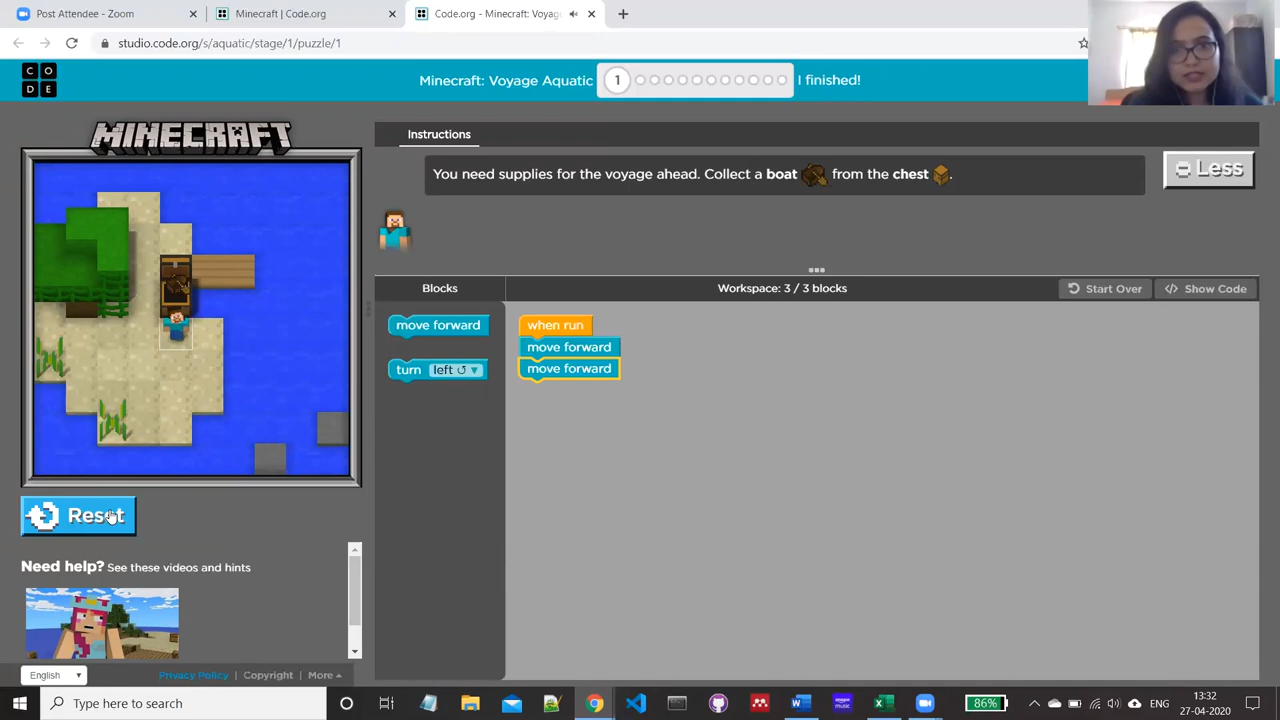 Post Attendee - Zoom
Minecraft | Code.org
Code.org - Minecraft: Voyag
studio.code.org/s/aquatic/stage/1/puzzle/1
C O
D E
Minecraft: Voyage Aquatic
1
I finished!
MINECRAFT
Instructions
You need supplies for the voyage ahead. Collect a boat from the chest .
Less
Blocks
Workspace: 3 / 3 blocks
Start Over
Show Code
move forward
turn left
when run
move forward
move forward
Reset
Need help? See these videos and hints
English
Privacy Policy | Copyright | More
Type here to search
86%
ENG
13:32
27-04-2020